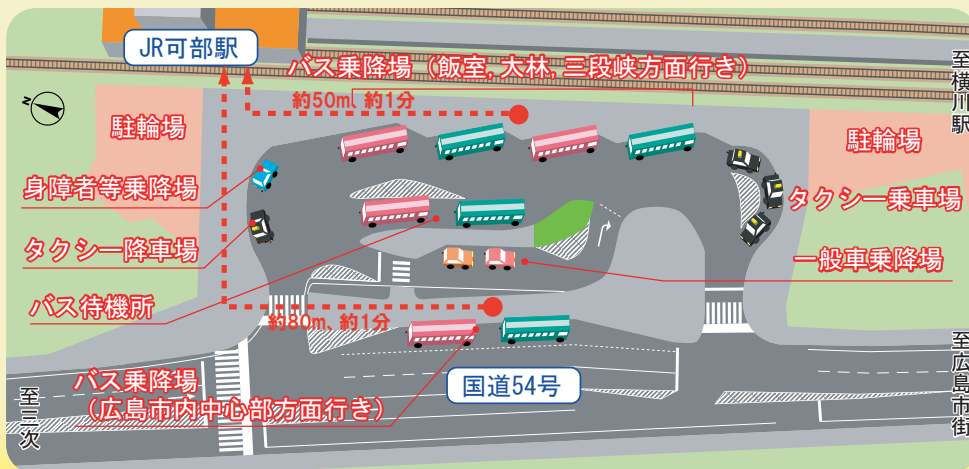 JR可部駅
バス乗降場（飯室,大林,三段峡方面行き）
至横川駅
約50m、約1分
N
駐輪場
駐輪場
身障者等乗降場
タクシー乗車場
タクシー降車場
一般車乗降場
バス待機所
約80m、約1分
バス乗降場
（広島市内中心部方面行き）
国道54号
至三次
至広島市街